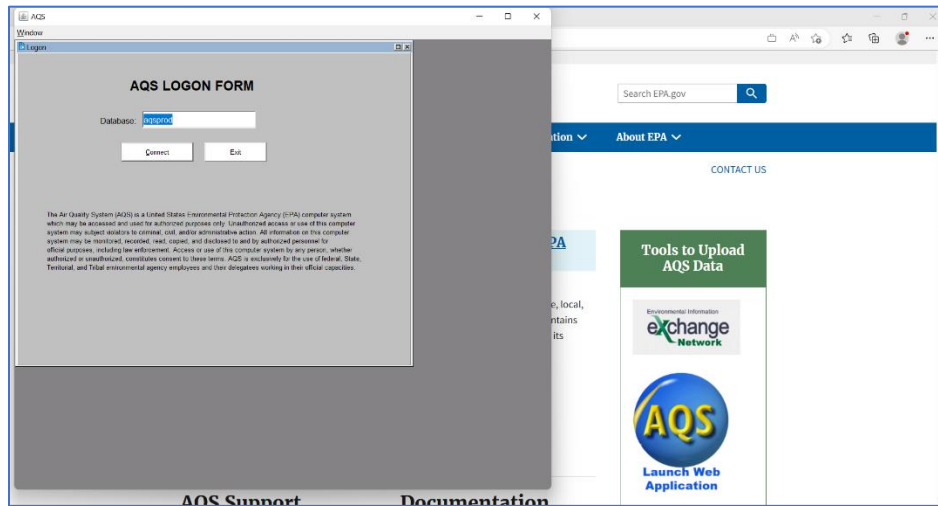 AQS
Window
Logon
AQS LOGON FORM
Database: aqsprod
Connect Exit
The Air Quality System (AQS) is a United States Environmental Protection Agency (EPA) computer system
which may be accessed and used for authorized purposes only. Unauthorized access or use of this computer
system may subject violators to criminal, civil, and/or administrative action. All information on this computer
system may be monitored, recorded, read, copied, and disclosed to and by authorized personnel for
official purposes, including law enforcement. Access or use of this computer system by any person, whether
authorized or unauthorized, constitutes consent to these terms. AQS is exclusively for the use of federal, State,
Territorial, and Tribal environmental agency employees and their delegatees working in their official capacities.
Search EPA.gov
ation About EPA
CONTACT US
PA
e, local,
ntains
its
Tools to Upload
AQS Data
Environmental Information
eXchange
Network
AQS
Launch Web
Application
AQS Support Documentation